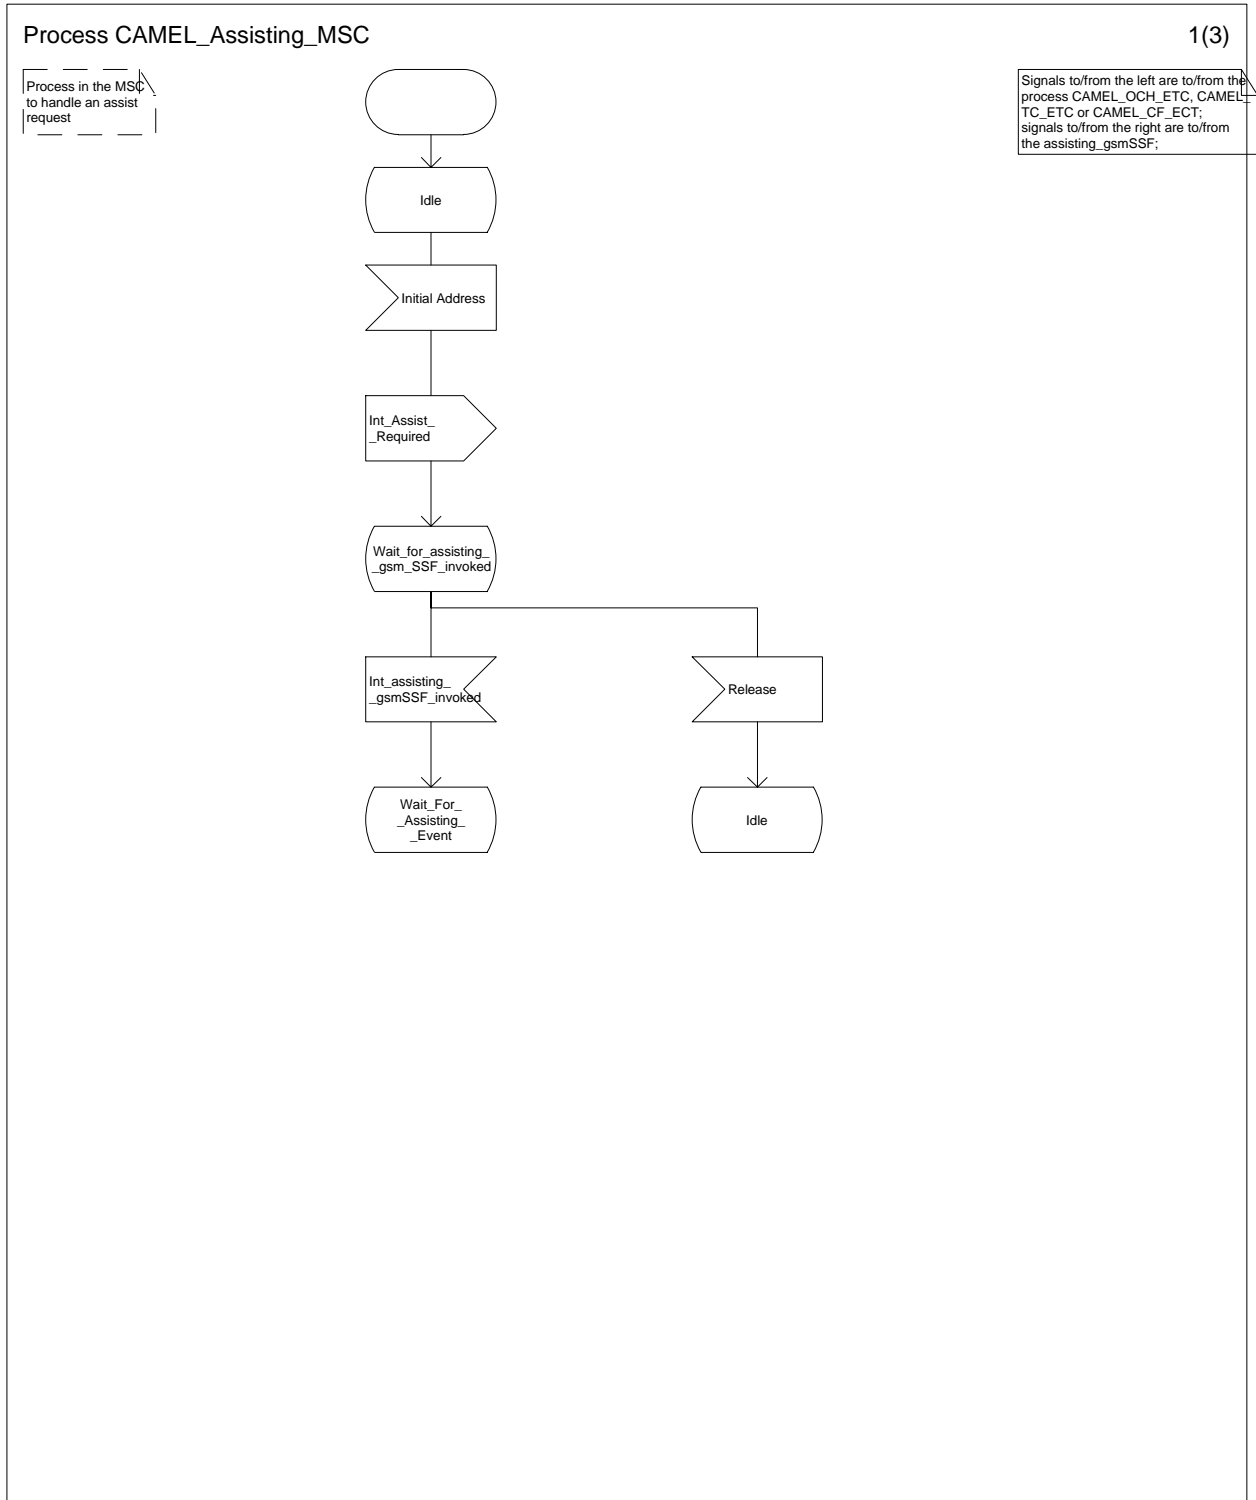 Process CAMEL_Assisting_MSC
1(3)
Process in the MSC
to handle an assist
request
Signals to/from the left are to/from the
process CAMEL_OCH_ETC, CAMEL_
TC_ETC or CAMEL_CF_ECT;
signals to/from the right are to/from
the assisting_gsmSSF;
Idle
Initial Address
Int_Assist_
_Required
Wait_for_assisting_
_gsm_SSF_invoked
Int_assisting_
_gsmSSF_invoked
Release
Wait_For_
_Assisting_
_Event
Idle